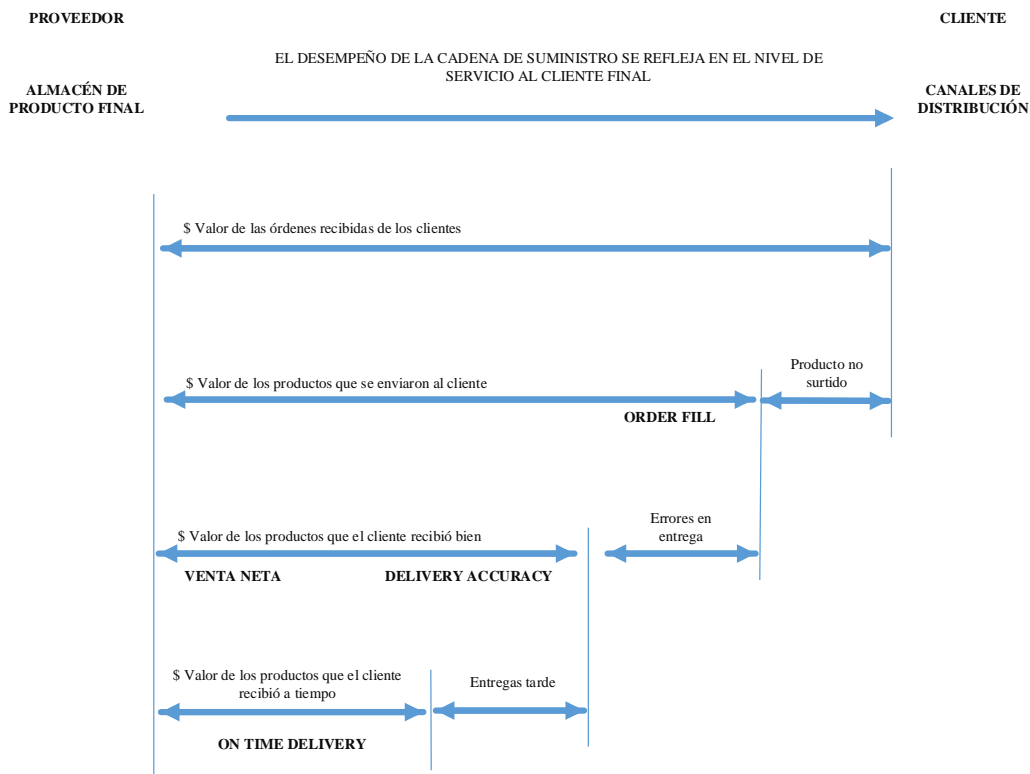 PROVEEDOR
CLIENTE
EL DESEMPEÑO DE LA CADENA DE SUMINISTRO SE REFLEJA EN EL NIVEL DE
SERVICIO AL CLIENTE FINAL
ALMACÉN DE
PRODUCTO FINAL
CANALES DE
DISTRIBUCIÓN
$ Valor de las órdenes recibidas de los clientes
$ Valor de los productos que se enviaron al cliente
Producto no
surtido
ORDER FILL
$ Valor de los productos que el cliente recibió bien
Errores en
entrega
VENTA NETA
DELIVERY ACCURACY
$ Valor de los productos que el cliente
recibió a tiempo
Entregas tarde
ON TIME DELIVERY